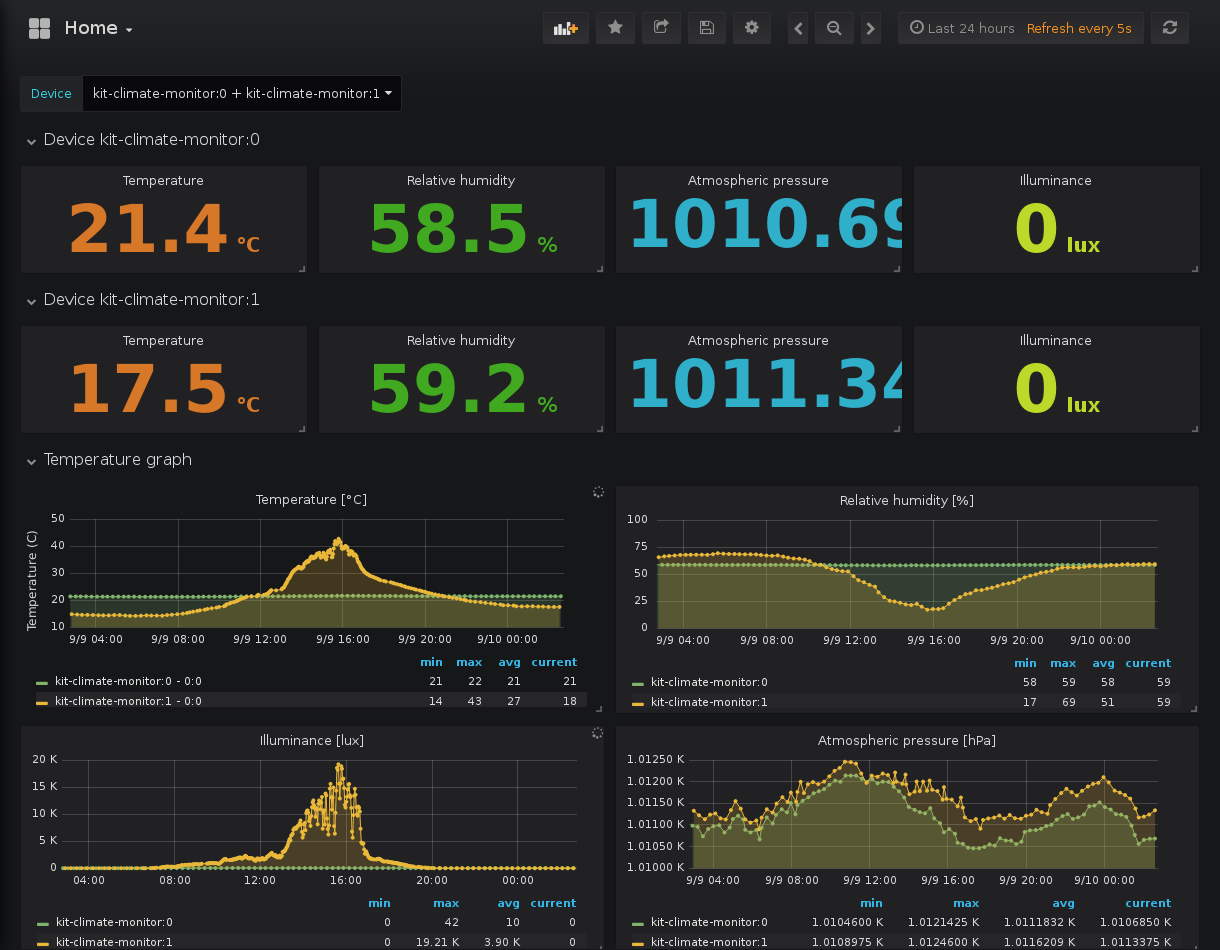 Home
Last 24 hours Refresh every 5s
Device kit-climate-monitor:0 + kit-climate-monitor:1
Device kit-climate-monitor:0
Temperature Relative humidity Atmospheric pressure Illuminance
21.4 °C 58.5 % 1010.69 0 lux
Device kit-climate-monitor:1
Temperature Relative humidity Atmospheric pressure Illuminance
17.5 °C 59.2 % 1011.34 0 lux
Temperature graph
Temperature [°C]
Temperature (C)
50
40
30
20
10
9/9 04:00 9/9 08:00 9/9 12:00 9/9 16:00 9/9 20:00 9/10 00:00
min max avg current
kit-climate-monitor:0 - 0:0 21 22 21 21
kit-climate-monitor:1 - 0:0 14 43 27 18
Relative humidity [%]
100
75
50
25
0
9/9 04:00 9/9 08:00 9/9 12:00 9/9 16:00 9/9 20:00 9/10 00:00
min max avg current
kit-climate-monitor:0 58 59 58 59
kit-climate-monitor:1 17 69 51 59
Illuminance [lux]
20 K
15 K
10 K
5 K
0
04:00 08:00 12:00 16:00 20:00 00:00
min max avg current
kit-climate-monitor:0 0 42 10 0
kit-climate-monitor:1 0 19.21 K 3.90 K 0
Atmospheric pressure [hPa]
1.01250 K
1.01200 K
1.01150 K
1.01100 K
1.01050 K
1.01000 K
9/9 04:00 9/9 08:00 9/9 12:00 9/9 16:00 9/9 20:00 9/10 00:00
min max avg current
kit-climate-monitor:0 1.0104600 K 1.0121425 K 1.0111832 K 1.0106850 K
kit-climate-monitor:1 1.0108975 K 1.0124600 K 1.0116209 K 1.0113375 K